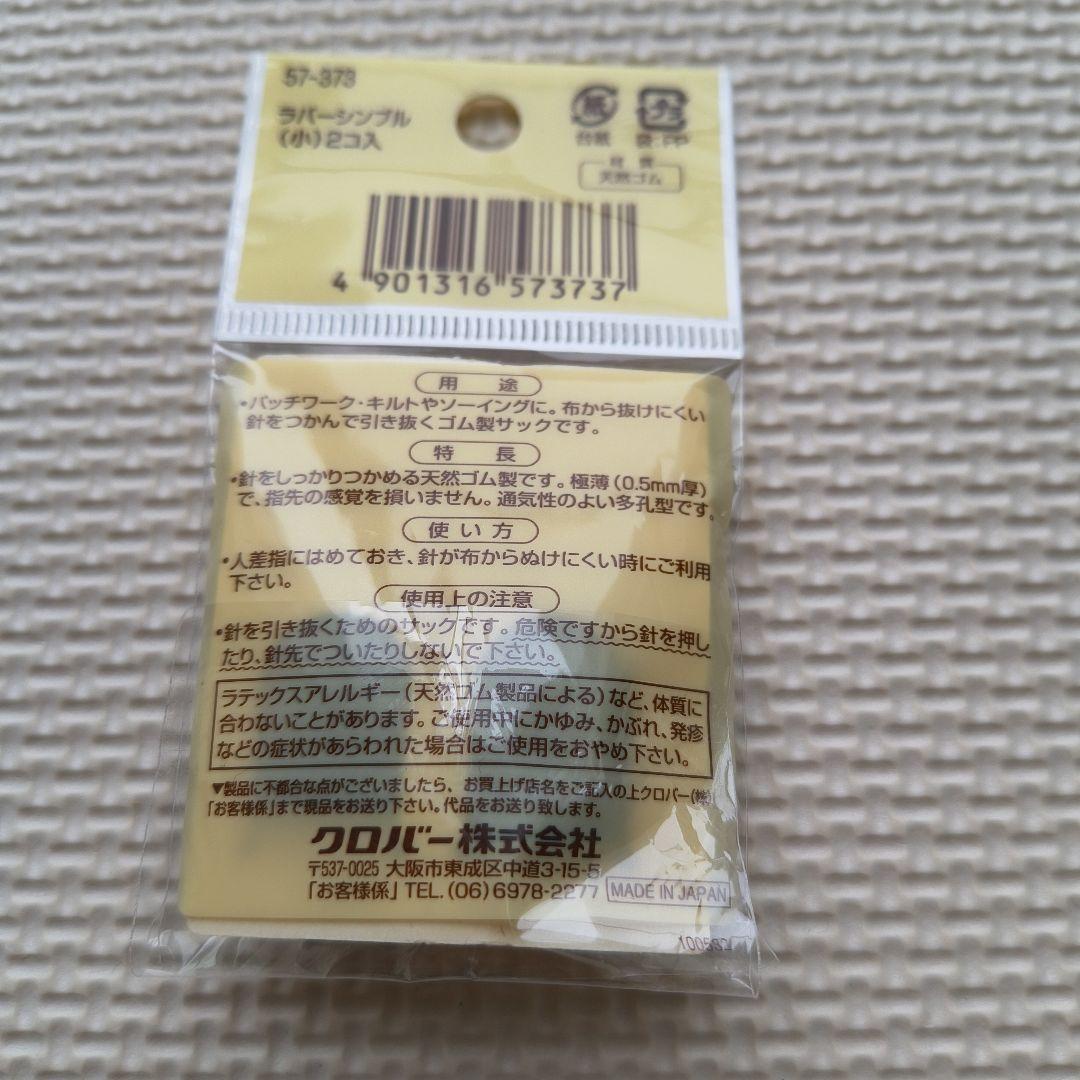 57-373
ラバーシンブル
(小)2コ入
紙 プラ
台紙 袋:PP
材質
天然ゴム
4 901316 573737
用途
・パッチワーク・キルトやソーイングに。布から抜けにくい
針をつかんで引き抜くゴム製サックです。
特長
・針をしっかりつかめる天然ゴム製です。極薄(0.5mm厚)
で、指先の感覚を損いません。通気性のよい多孔型です。
使い方
・人差指にはめておき、針が布からぬけにくい時にご利用
下さい。
使用上の注意
・針を引き抜くためのサックです。危険ですから針を押し
たり、針先でついたりしないで下さい。
ラテックスアレルギー(天然ゴム製品による)など、体質に
合わないことがあります。ご使用中にかゆみ、かぶれ、発疹
などの症状があらわれた場合はご使用をおやめ下さい。
▼製品に不都合な点がございましたら、お買上げ店名をご記入の上クロバー(株)
「お客様係」まで現品をお送り下さい。代品をお送り致します。
クロバー株式会社
〒537-0025 大阪市東成区中道3-15-5
「お客様係」TEL.(06)6978-2277 MADE IN JAPAN